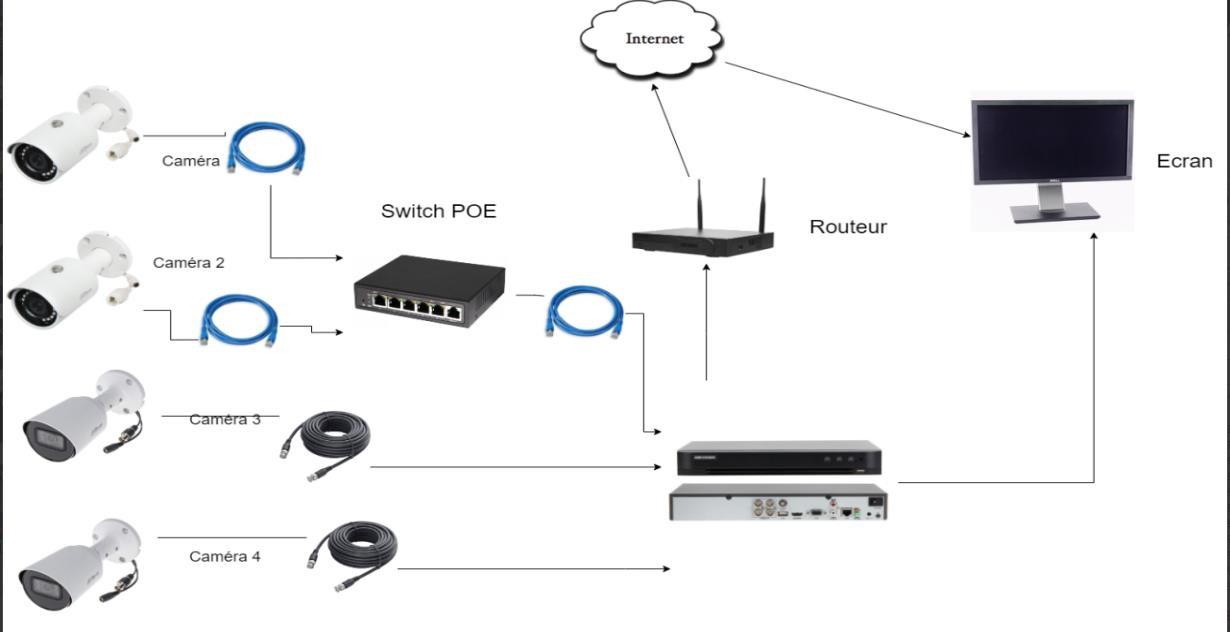 Internet
Caméra
Ecran
Switch POE
Routeur
Caméra 2
Caméra 3
Caméra 4